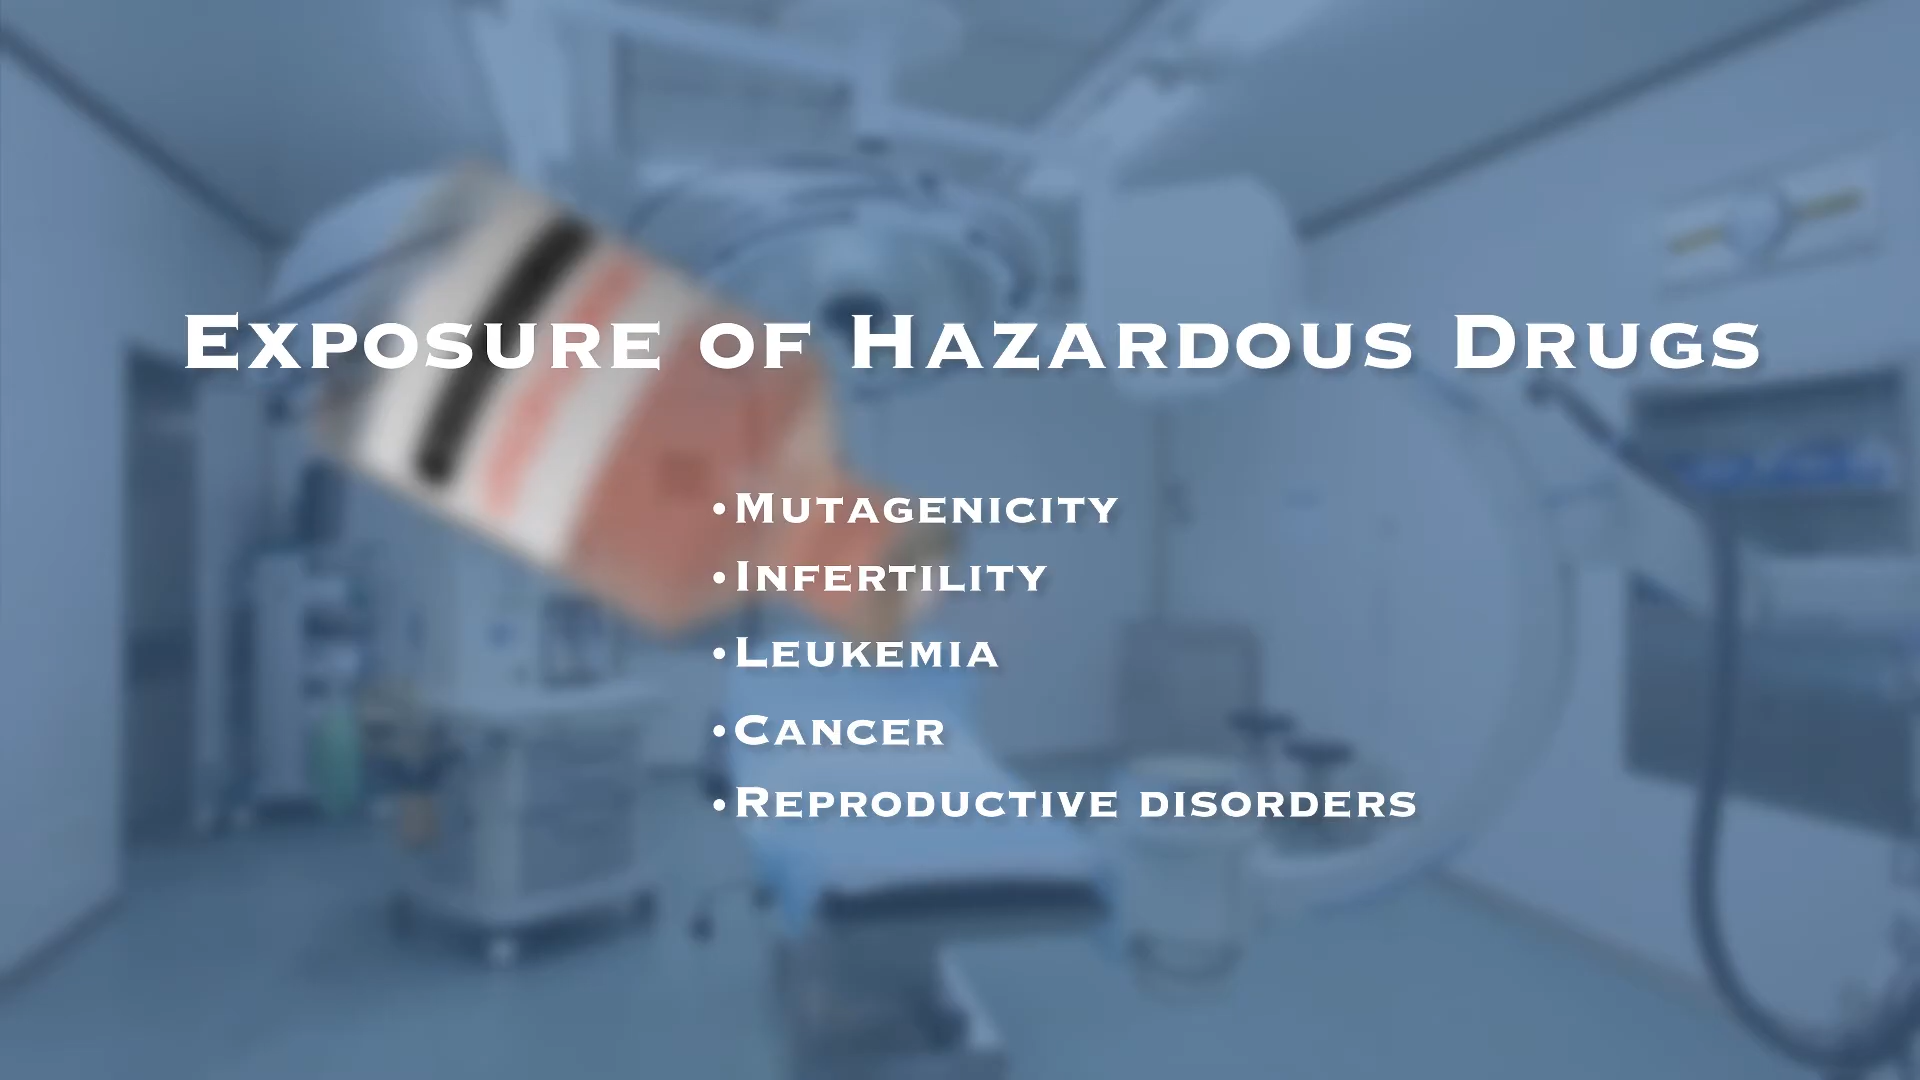 Exposure of Hazardous Drugs
• Mutagenicity
• Infertility
• Leukemia
• Cancer
• Reproductive disorders